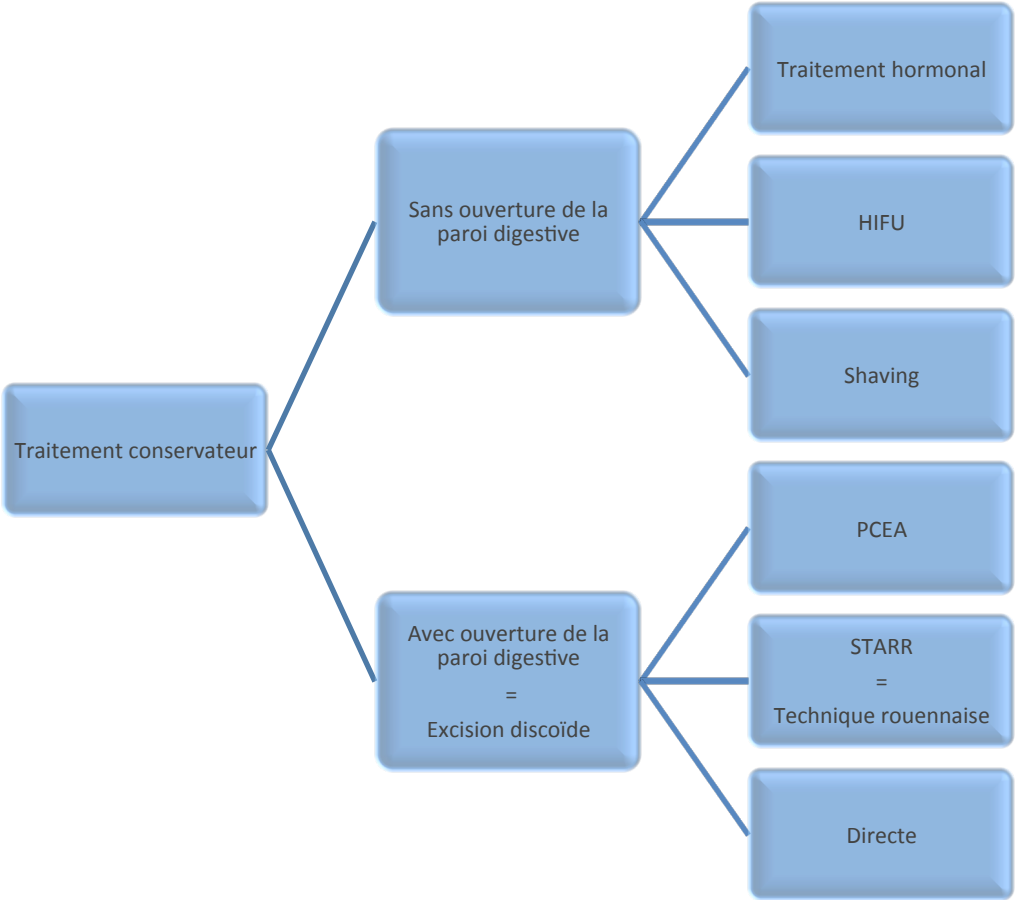 Traitement conservateur
Sans ouverture de la
paroi digestive
Traitement hormonal
HIFU
Shaving
Avec ouverture de la
paroi digestive
=
Excision discoïde
PCEA
STARR
=
Technique rouennaise
Directe